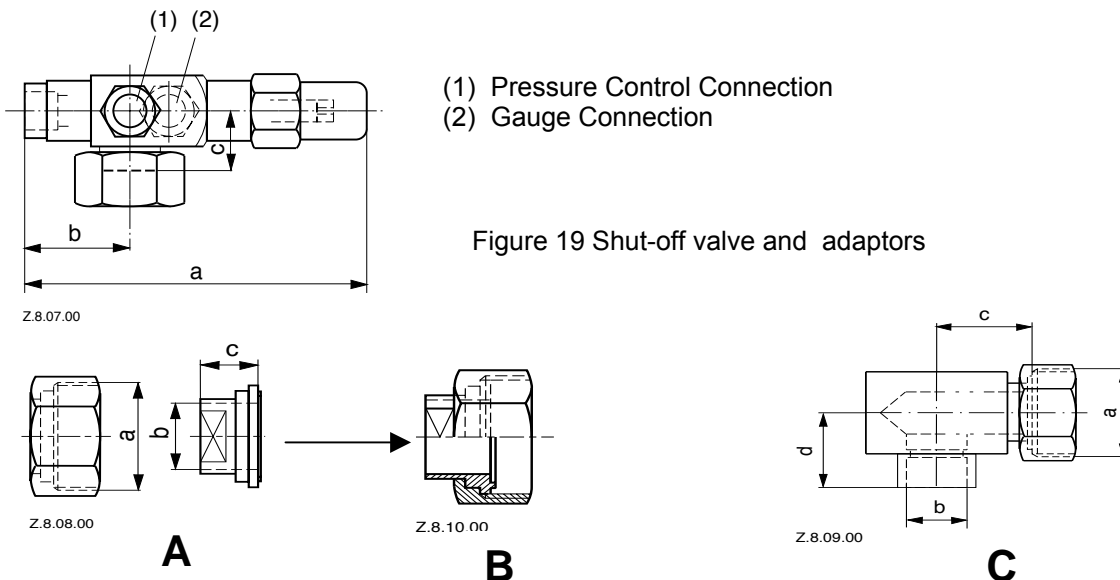 (1) (2)
(1) Pressure Control Connection
(2) Gauge Connection
c
b
a
Figure 19 Shut-off valve and adaptors
Z.8.07.00
c
a
b
Z.8.08.00
A
Z.8.10.00
B
c
a
d
b
Z.8.09.00
C